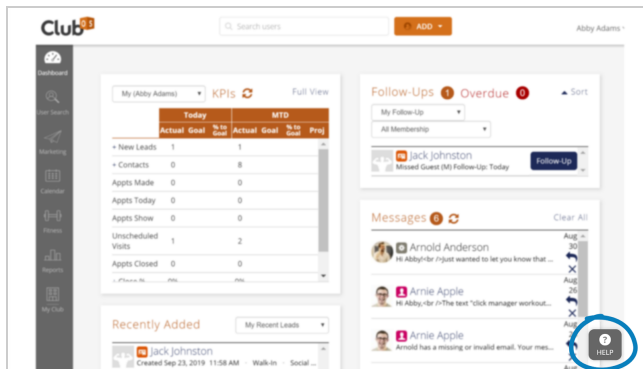 Club
Search users
ADD
Abby Adams
Dashboard
User Search
Marketing
Calendar
Fitness
Reports
My Club
My (Abby Adams)
KPIs
Full View
Today
MTD
Actual Goal % to Goal Actual Goal % to Goal Proj
+ New Leads 1 1
+ Contacts 0 8
Appts Made 0 0
Appts Today 0 0
Appts Show 0 0
Unscheduled Visits 1 2
Appts Closed 0 0
Recently Added
My Recent Leads
Jack Johnston
Created Sep 23, 2019 11:58 AM Walk-In Social ...
Follow-Ups 1 Overdue 0
Sort
My Follow-Up
All Membership
Jack Johnston
Missed Guest (M) Follow-Up: Today
Follow-Up
Messages 6
Clear All
Arnold Anderson
Hi Abby!<br />Just wanted to let you know that ...
Aug 30
X
Arnie Apple
Hi Abby,<br />The text "click manager workout...
Aug 26
X
Arnie Apple
Arnold has a missing or invalid email. Your mes...
Aug
?
HELP